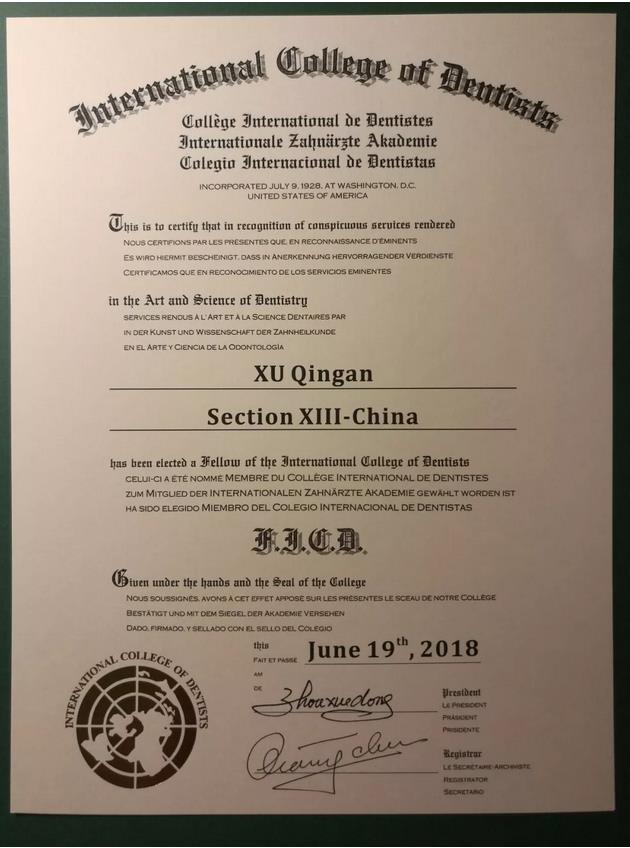 International College of Dentists
Collège International de Dentistes
Internationale Zahnärzte Akademie
Colegio Internacional de Dentistas
INCORPORATED JULY 9, 1928, AT WASHINGTON, D.C.
UNITED STATES OF AMERICA
This is to certify that in recognition of conspicuous services rendered
NOUS CERTIFIONS PAR LES PRÉSENTES QUE, EN RECONNAISSANCE D'ÉMINENTS
ES WIRD HIERMIT BESCHEINIGT, DASS IN ANERKENNUNG HERVORRAGENDER VERDIENSTE
CERTIFICAMOS QUE EN RECONOCIMIENTO DE LOS SERVICIOS EMINENTES
in the Art and Science of Dentistry
SERVICES RENDUS À L'ART ET À LA SCIENCE DENTAIRES PAR
IN DER KUNST UND WISSENSCHAFT DER ZAHNHEILKUNDE
EN EL ARTE Y CIENCIA DE LA ODONTOLOGÍA
XU Qingan
Section XIII-China
has been elected a Fellow of the International College of Dentists
CELUI-CI A ÉTÉ NOMMÉ MEMBRE DU COLLÈGE INTERNATIONAL DE DENTISTES
ZUM MITGLIED DER INTERNATIONALEN ZAHNÄRZTE AKADEMIE GEWÄHLT WORDEN IST
HA SIDO ELEGIDO MIEMBRO DEL COLEGIO INTERNACIONAL DE DENTISTAS
F.I.C.D.
Given under the hands and the Seal of the College
NOUS SOUSSIGNÉS, AVONS À CET EFFET APPOSÉ SUR LES PRÉSENTES LE SCEAU DE NOTRE COLLÈGE
BESTÄTIGT UND MIT DEM SIEGEL DER AKADEMIE VERSEHEN
DADO, FIRMADO, Y SELLADO CON EL SELLO DEL COLEGIO
this
FAIT ET PASSÉ
June 19th, 2018
AM
DE
Zhouxuedong
President
LE PRÉSIDENT
PRÄSIDENT
PRISIDENTE
Registrar
LE SECRÉTAIRE-ARCHIVISTE
REGISTRATOR
SECRETARIO
INTERNATIONAL COLLEGE OF DENTISTS